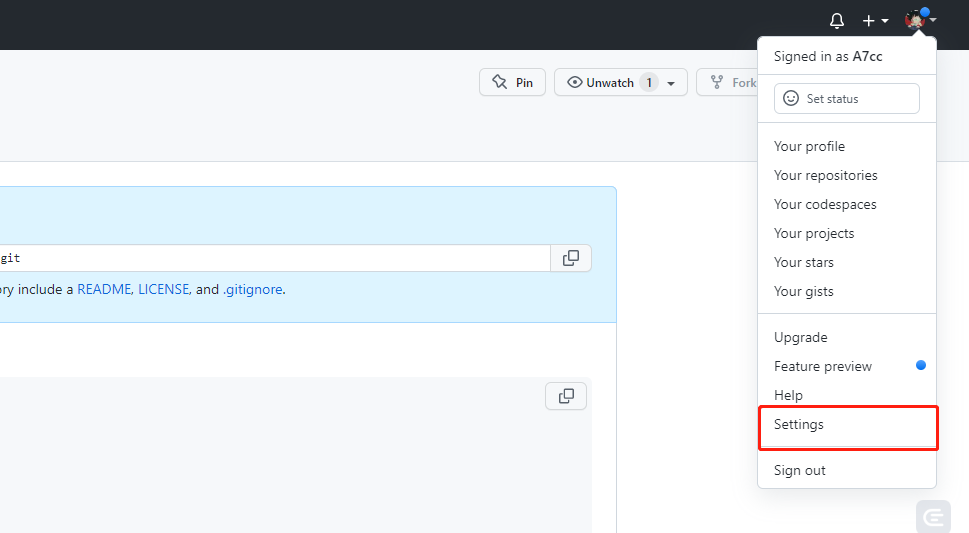 Signed in as A7cc
Pin
Unwatch 1
Fork
Set status
Your profile
Your repositories
Your codespaces
Your projects
Your stars
Your gists
git
ory include a README, LICENSE, and .gitignore.
Upgrade
Feature preview
Help
Settings
Sign out